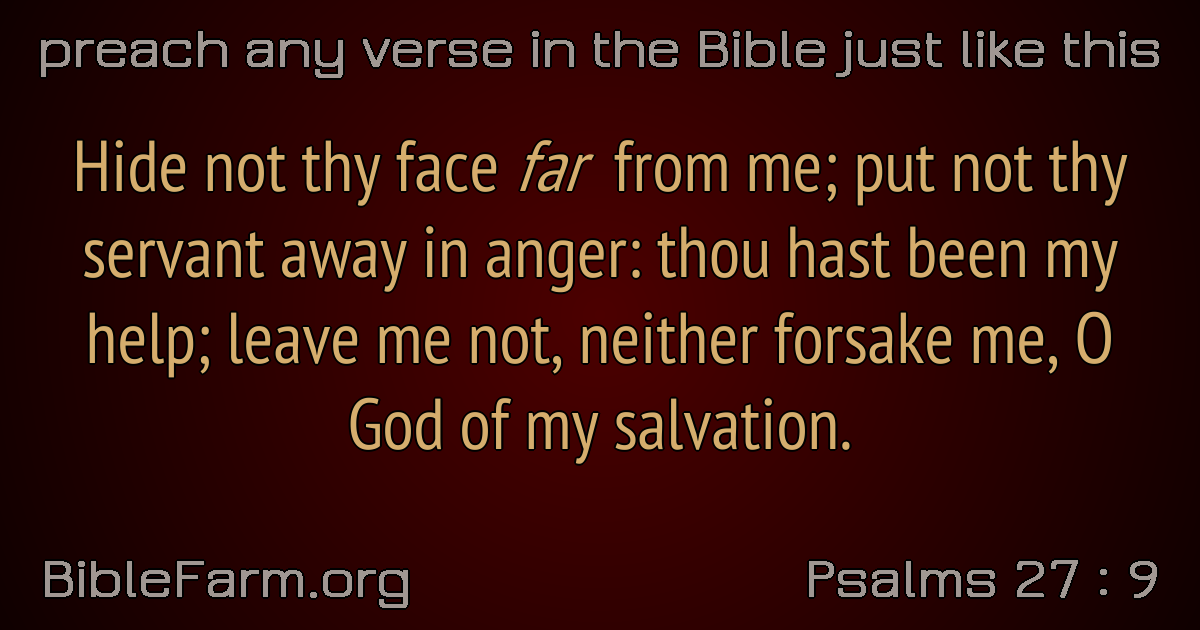 preach any verse in the Bible just like this
Hide not thy face far from me; put not thy
servant away in anger: thou hast been my
help; leave me not, neither forsake me, O
God of my salvation.
BibleFarm.org
Psalms 27 : 9